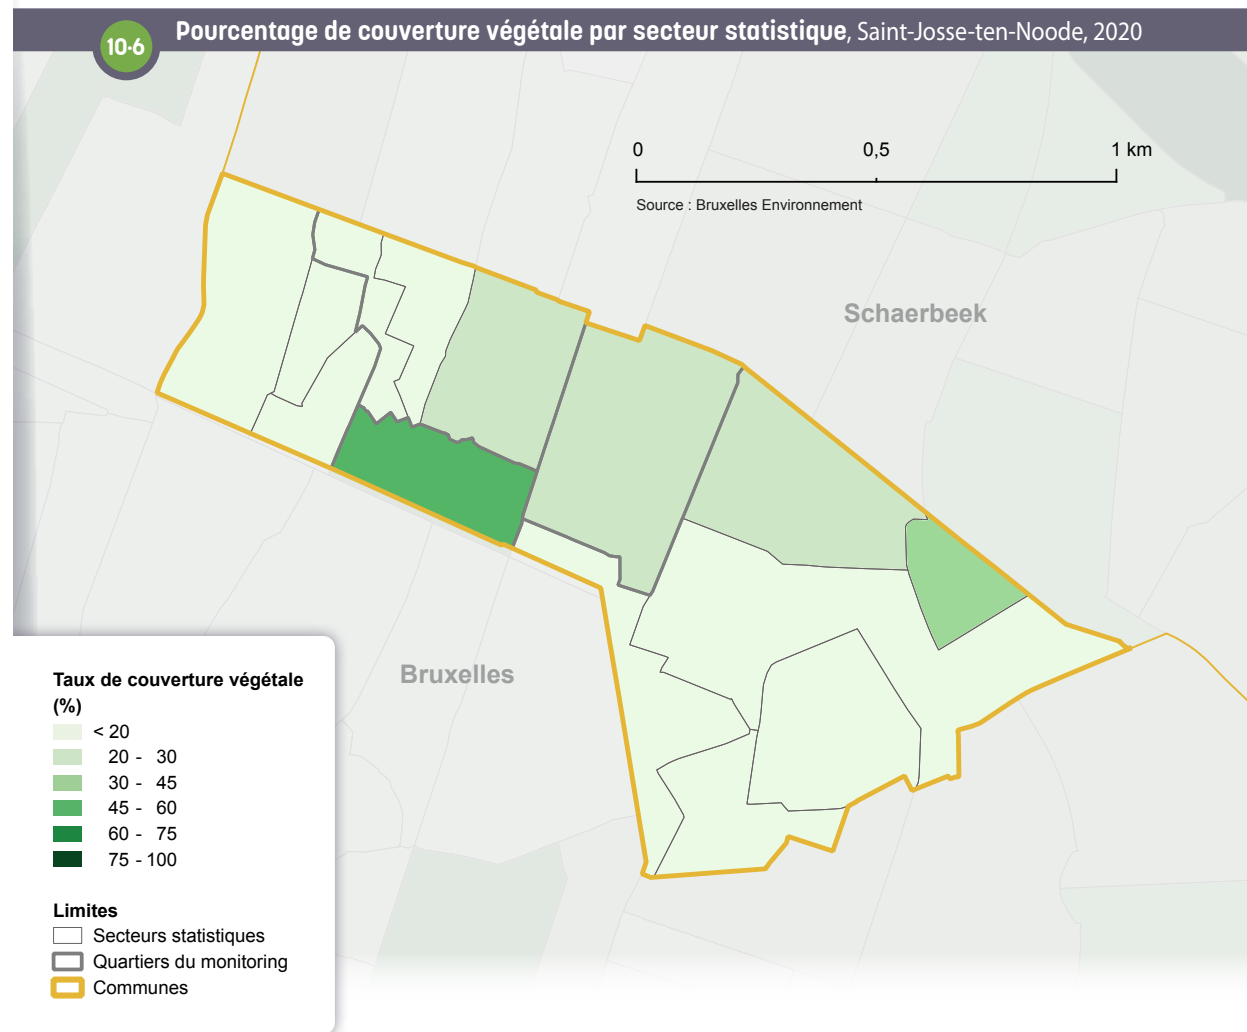 10·6
Pourcentage de couverture végétale par secteur statistique, Saint-Josse-ten-Noode, 2020
0 0,5 1 km
Source : Bruxelles Environnement
Schaerbeek
Bruxelles
Taux de couverture végétale
(%)
< 20
20 - 30
30 - 45
45 - 60
60 - 75
75 - 100
Limites
Secteurs statistiques
Quartiers du monitoring
Communes